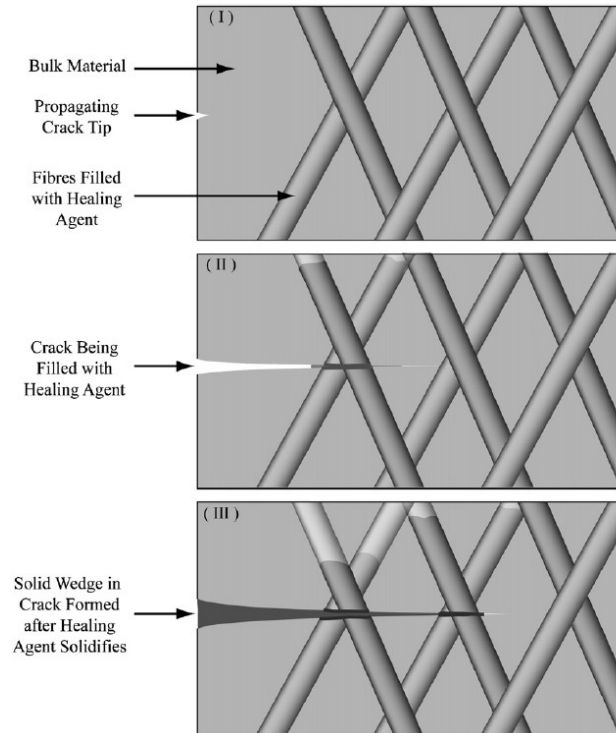 ( I )
Bulk Material
Propagating
Crack Tip
Fibres Filled
with Healing
Agent
( II )
Crack Being
Filled with
Healing Agent
( III )
Solid Wedge in
Crack Formed
after Healing
Agent Solidifies